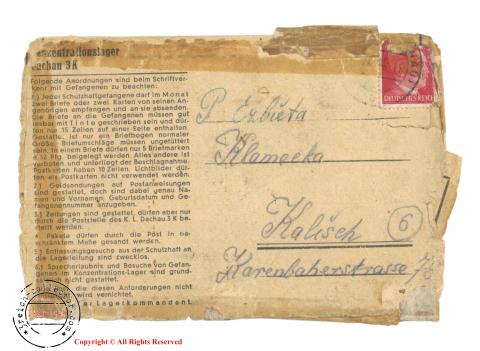 Konzentrationslager
Dachau 3K
Folgende Anordnungen sind beim Schriftver-
kehr mit Gefangenen zu beachten:
1.) Jeder Schutzhaftgefangene darf im Monat
zwei Briefe oder zwei Karten von seinen An-
gehörigen empfangen und an sie absenden.
Die Briefe an die Gefangenen müssen gut
lesbar mit Tinte geschrieben sein und dür-
fen nur 15 Zeilen auf einer Seite enthalten.
Gestattet ist nur ein Briefbogen normaler
Größe. Briefumschläge müssen ungefüttert
sein. In einem Briefe dürfen nur 5 Briefmarken
à 12 Pfg. beigelegt werden. Alles andere ist
verboten und unterliegt der Beschlagnahme.
Postkarten haben 10 Zeilen. Lichtbilder dür-
fen als Postkarten nicht verwendet werden.
2.) Geldsendungen auf Postanweisungen
sind gestattet, doch sind dabei genau Na-
men und Vornamen, Geburtsdatum und Ge-
fangenennummer anzugeben.
3.) Zeitungen sind gestattet, dürfen aber nur
durch die Poststelle des K. L. Dachau 3 K be-
stellt werden.
Pakete dürfen durch die Post in be-
schränktem Maße gesandt werden.
5.) Entlassungsgesuche aus der Schutzhaft an
die Lagerleitung sind zwecklos.
6.) Sprecherlaubnis und Besuche von Gefan-
genen im Konzentrations-Lager sind grund-
nicht gestattet.
die diesen Anforderungen nicht
wird vernichtet.
Der Lagerkommandant.
P. Elżbieta
Klamecka
Kalisch
6
Karenbaherstrasse 7
DEUTSCHES REICH
Copyright © All Rights Reserved